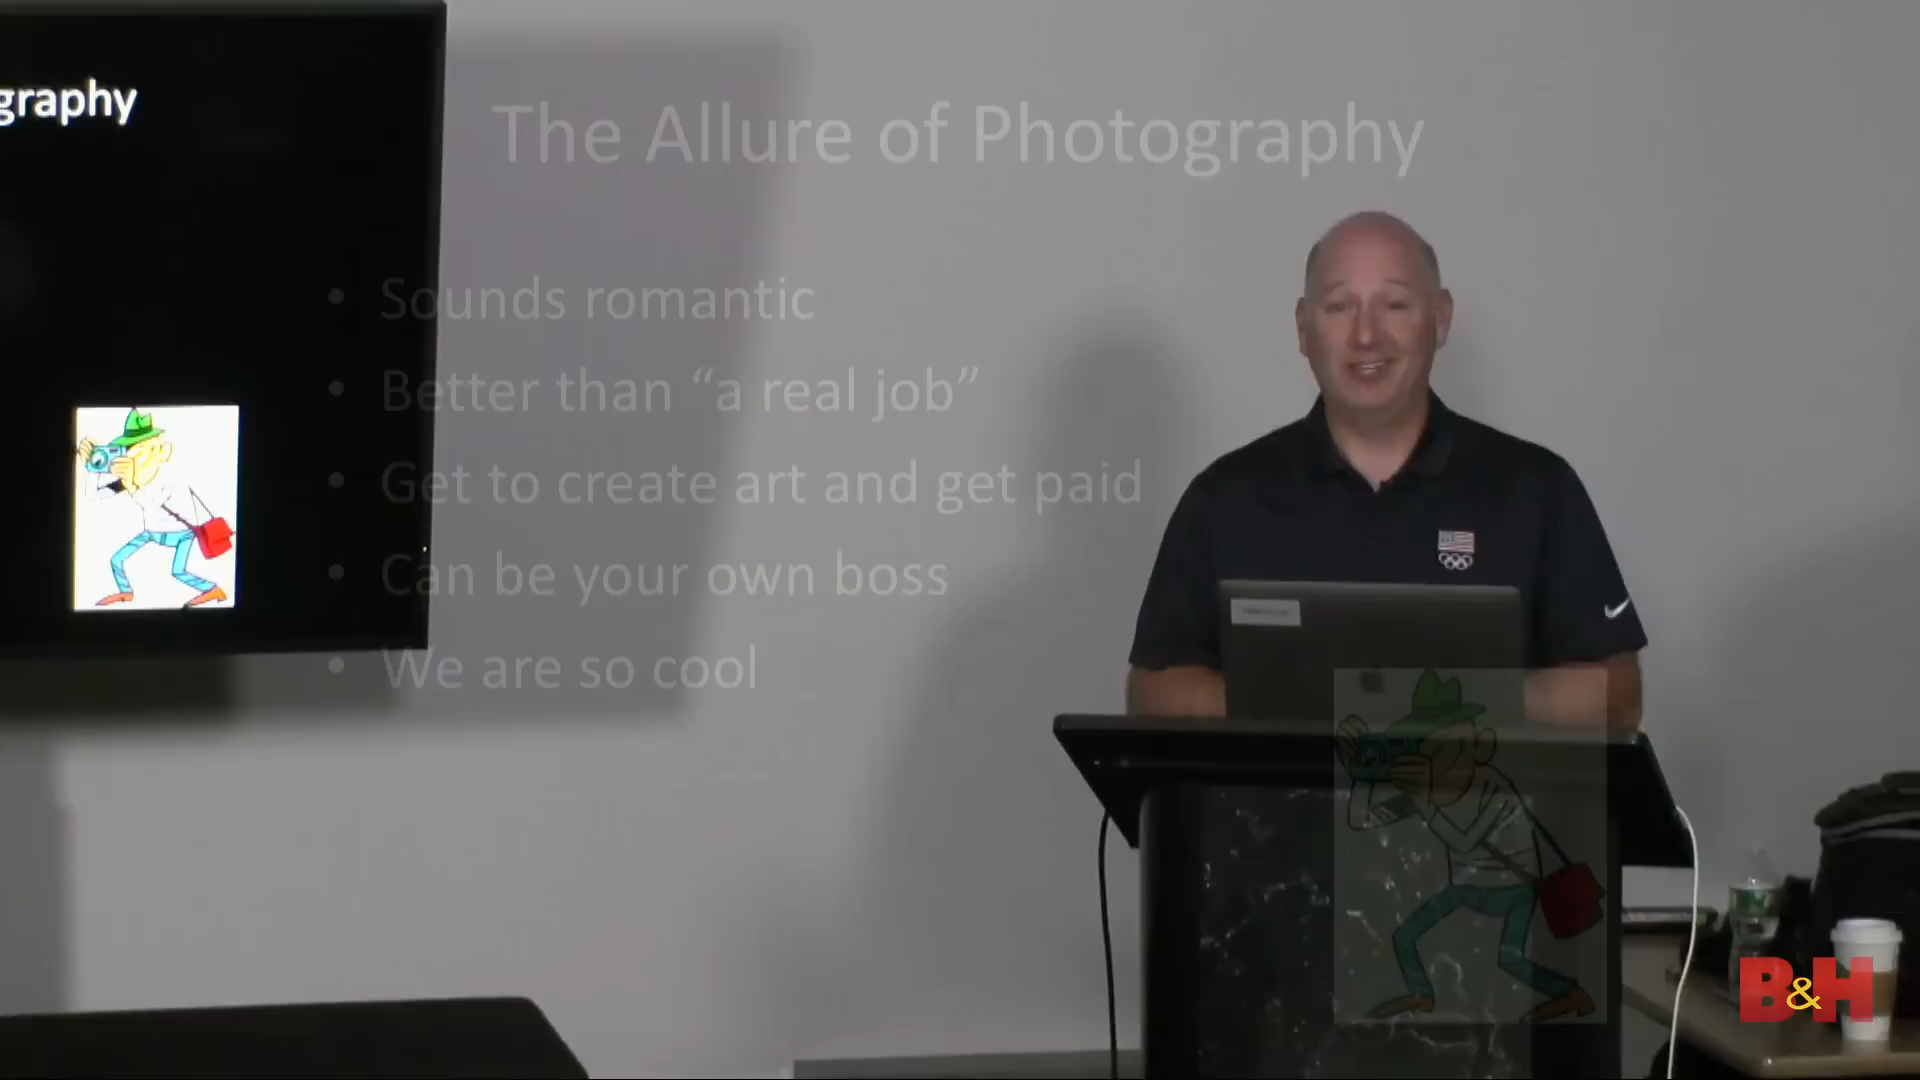 graphy
The Allure of Photography
• Sounds romantic
• Better than “a real job”
• Get to create art and get paid
• Can be your own boss
• We are so cool
B&H